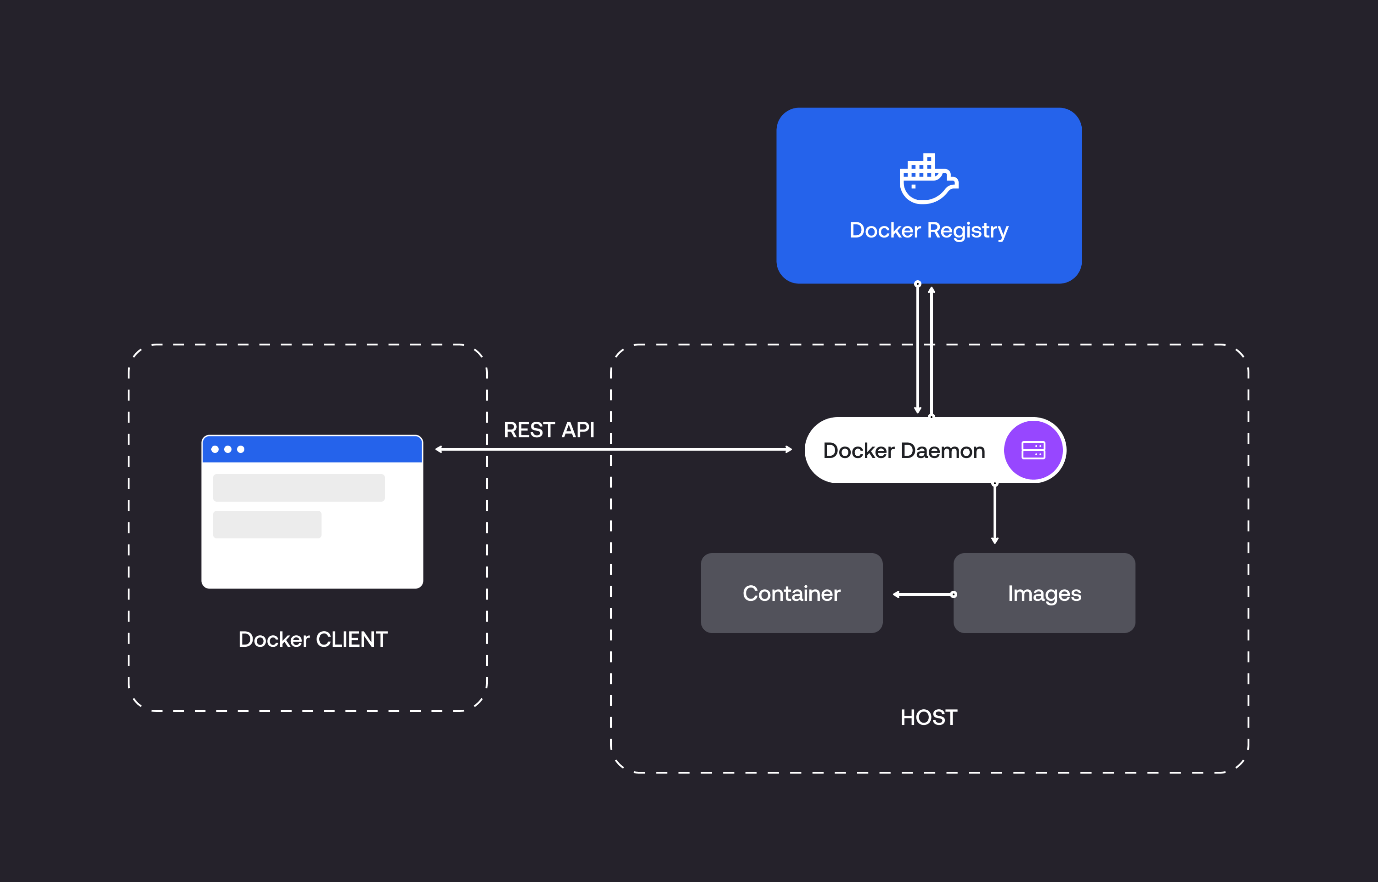 Docker Registry
REST API
Docker Daemon
Container
Images
Docker CLIENT
HOST